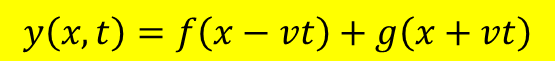 y(x, t) = f(x − vt) + g(x + vt)